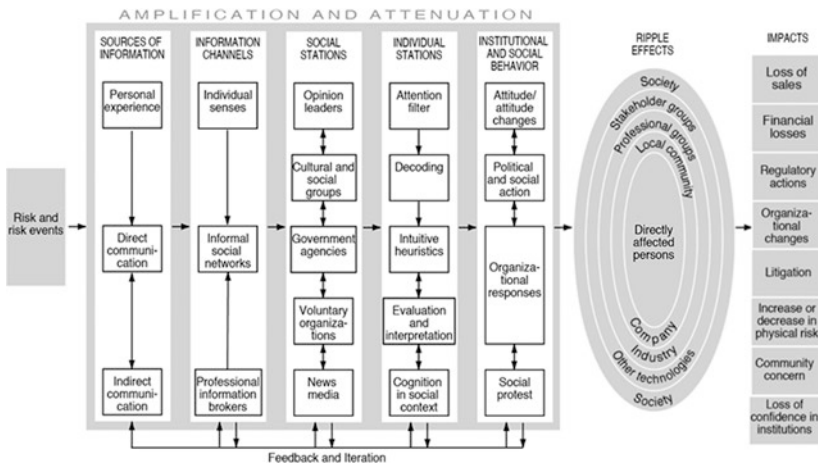 AMPLIFICATION AND ATTENUATION
SOURCES OF
INFORMATION
Personal
experience
Direct
communi-
cation
Indirect
communi-
cation
INFORMATION
CHANNELS
Individual
senses
Informal
social
networks
Professional
information
brokers
SOCIAL
STATIONS
Opinion
leaders
Cultural and
social
groups
Government
agencies
Voluntary
organiza-
tions
News
media
INDIVIDUAL
STATIONS
Attention
filter
Decoding
Intuitive
heuristics
Evaluation and
interpretation
Cognition
in social
context
INSTITUTIONAL
AND SOCIAL
BEHAVIOR
Attitude/
attitude
changes
Political
and social
action
Organiza-
tional
responses
Social
protest
Risk and
risk events
Feedback and Iteration
RIPPLE
EFFECTS
Society
Stakeholder groups
Professional groups
Local community
Directly
affected
persons
Company
Industry
Other technologies
Society
IMPACTS
Loss of
sales
Financial
losses
Regulatory
actions
Organiza-
tional
changes
Litigation
Increase or
decrease in
physical risk
Community
concern
Loss of
confidence in
institutions